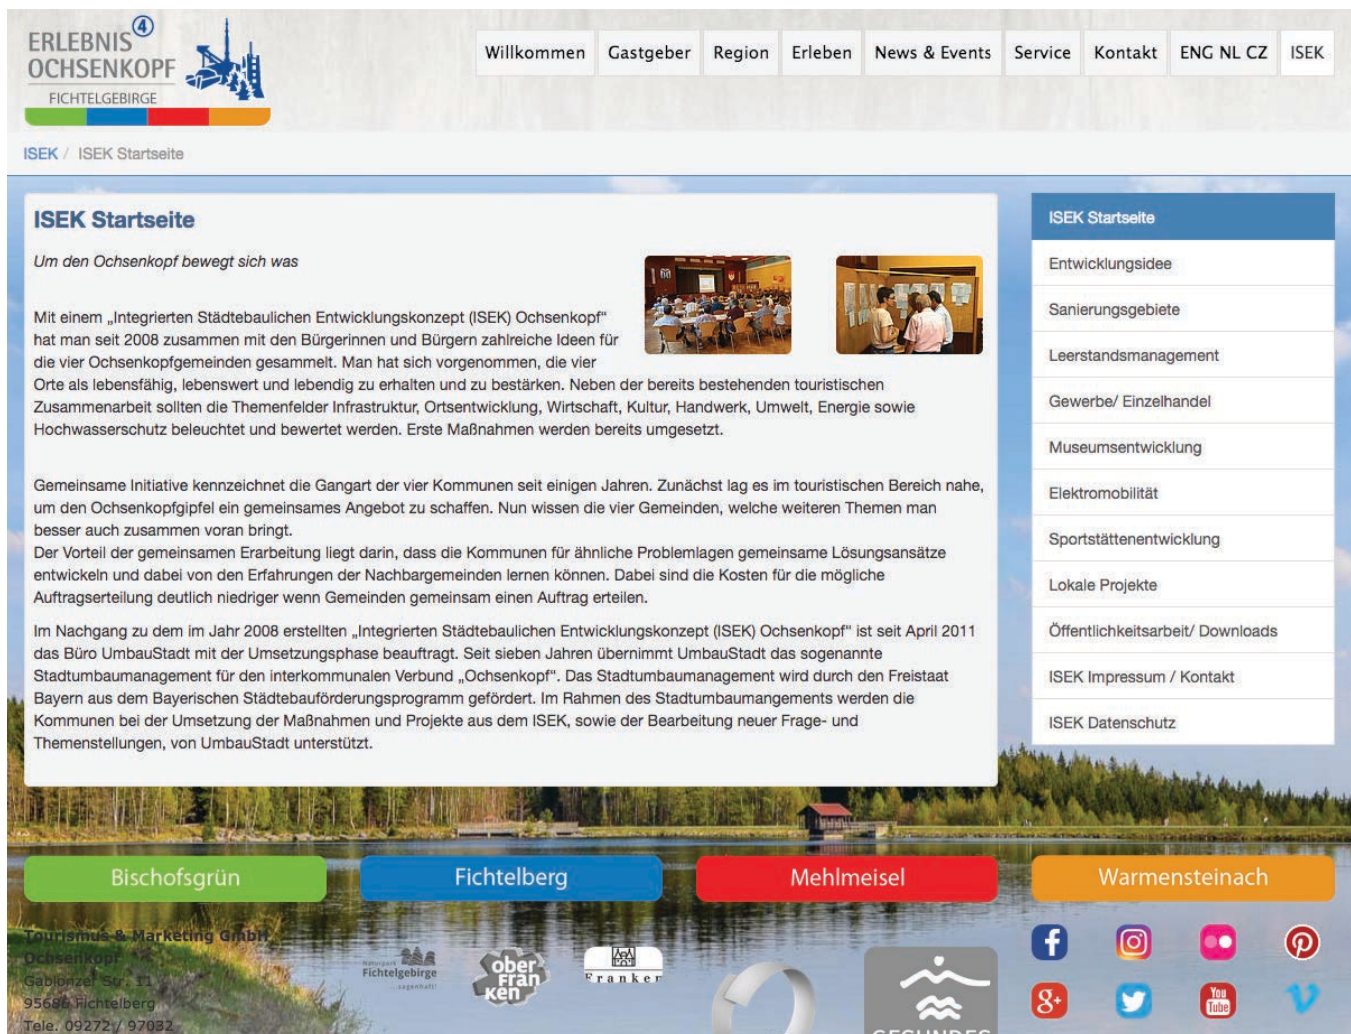 ERLEBNIS 4
OCHSENKOPF
FICHTELGEBIRGE
Willkommen
Gastgeber
Region
Erleben
News & Events
Service
Kontakt
ENG NL CZ
ISEK
ISEK / ISEK Startseite
ISEK Startseite
Um den Ochsenkopf bewegt sich was
Mit einem „Integrierten Städtebaulichen Entwicklungskonzept (ISEK) Ochsenkopf“
hat man seit 2008 zusammen mit den Bürgerinnen und Bürgern zahlreiche Ideen für
die vier Ochsenkopfgemeinden gesammelt. Man hat sich vorgenommen, die vier
Orte als lebensfähig, lebenswert und lebendig zu erhalten und zu bestärken. Neben der bereits bestehenden touristischen
Zusammenarbeit sollten die Themenfelder Infrastruktur, Ortsentwicklung, Wirtschaft, Kultur, Handwerk, Umwelt, Energie sowie
Hochwasserschutz beleuchtet und bewertet werden. Erste Maßnahmen werden bereits umgesetzt.
Gemeinsame Initiative kennzeichnet die Gangart der vier Kommunen seit einigen Jahren. Zunächst lag es im touristischen Bereich nahe,
um den Ochsenkopfgipfel ein gemeinsames Angebot zu schaffen. Nun wissen die vier Gemeinden, welche weiteren Themen man
besser auch zusammen voran bringt.
Der Vorteil der gemeinsamen Erarbeitung liegt darin, dass die Kommunen für ähnliche Problemlagen gemeinsame Lösungsansätze
entwickeln und dabei von den Erfahrungen der Nachbargemeinden lernen können. Dabei sind die Kosten für die mögliche
Auftragserteilung deutlich niedriger wenn Gemeinden gemeinsam einen Auftrag erteilen.
Im Nachgang zu dem im Jahr 2008 erstellten „Integrierten Städtebaulichen Entwicklungskonzept (ISEK) Ochsenkopf“ ist seit April 2011
das Büro UmbauStadt mit der Umsetzungsphase beauftragt. Seit sieben Jahren übernimmt UmbauStadt das sogenannte
Stadtumbaumanagement für den interkommunalen Verbund „Ochsenkopf“. Das Stadtumbaumanagement wird durch den Freistaat
Bayern aus dem Bayerischen Städtebauförderungsprogramm gefördert. Im Rahmen des Stadtumbaumangements werden die
Kommunen bei der Umsetzung der Maßnahmen und Projekte aus dem ISEK, sowie der Bearbeitung neuer Frage- und
Themenstellungen, von UmbauStadt unterstützt.
ISEK Startseite
Entwicklungsidee
Sanierungsgebiete
Leerstandsmanagement
Gewerbe/ Einzelhandel
Museumsentwicklung
Elektromobilität
Sportstättenentwicklung
Lokale Projekte
Öffentlichkeitsarbeit/ Downloads
ISEK Impressum / Kontakt
ISEK Datenschutz
Bischofsgrün
Fichtelberg
Mehlmeisel
Warmensteinach
Tourismus & Marketing GmbH
Ochsenkopf
Gablonzer Str. 11
95686 Fichtelberg
Tele. 09272 / 97032
Naturpark
Fichtelgebirge
...sagenhaft!
ober
fran
ken
Franken
GESUNDES
You
Tube